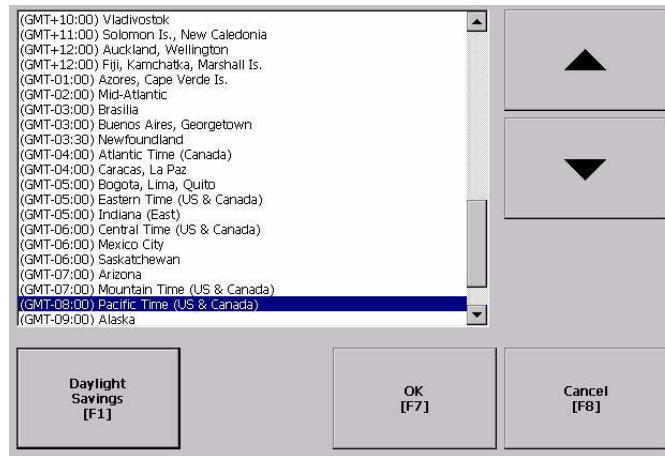 (GMT+10:00) Vladivostok
(GMT+11:00) Solomon Is., New Caledonia
(GMT+12:00) Auckland, Wellington
(GMT+12:00) Fiji, Kamchatka, Marshall Is.
(GMT-01:00) Azores, Cape Verde Is.
(GMT-02:00) Mid-Atlantic
(GMT-03:00) Brasilia
(GMT-03:00) Buenos Aires, Georgetown
(GMT-03:30) Newfoundland
(GMT-04:00) Atlantic Time (Canada)
(GMT-04:00) Caracas, La Paz
(GMT-05:00) Bogota, Lima, Quito
(GMT-05:00) Eastern Time (US & Canada)
(GMT-05:00) Indiana (East)
(GMT-06:00) Central Time (US & Canada)
(GMT-06:00) Mexico City
(GMT-06:00) Saskatchewan
(GMT-07:00) Arizona
(GMT-07:00) Mountain Time (US & Canada)
(GMT-08:00) Pacific Time (US & Canada)
(GMT-09:00) Alaska
Daylight
Savings
[F1]
OK
[F7]
Cancel
[F8]